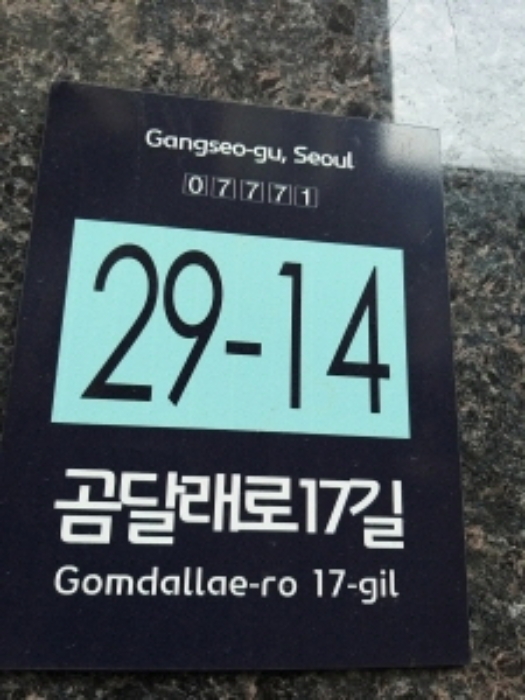 Gangseo-gu, Seoul
07771
29-14
곰달래로17길
Gomdallae-ro 17-gil